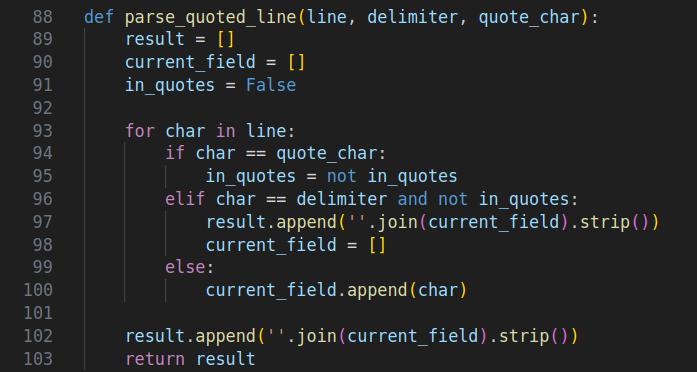 88 def parse_quoted_line(line, delimiter, quote_char):
89     result = []
90     current_field = []
91     in_quotes = False
92
93     for char in line:
94         if char == quote_char:
95             in_quotes = not in_quotes
96         elif char == delimiter and not in_quotes:
97             result.append(''.join(current_field).strip())
98             current_field = []
99         else:
100             current_field.append(char)
101
102     result.append(''.join(current_field).strip())
103     return result